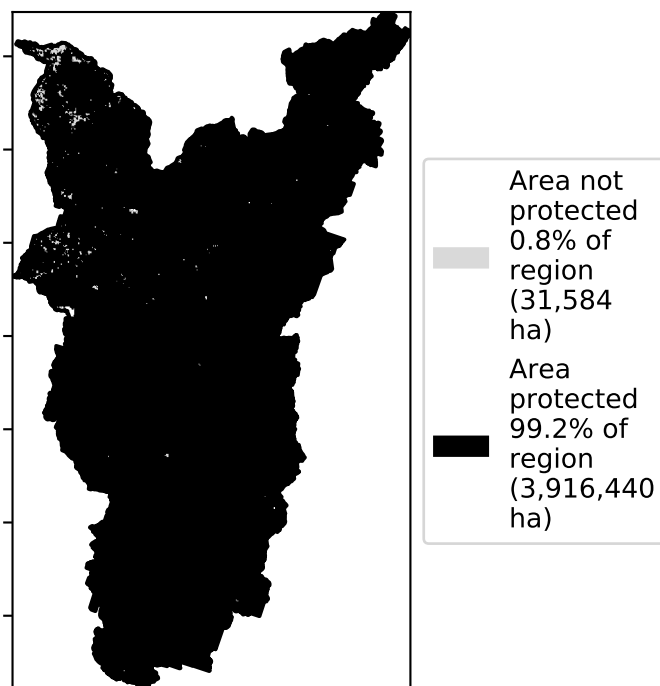 Area not
protected
0.8% of
region
(31,584
ha)
Area
protected
99.2% of
region
(3,916,440
ha)